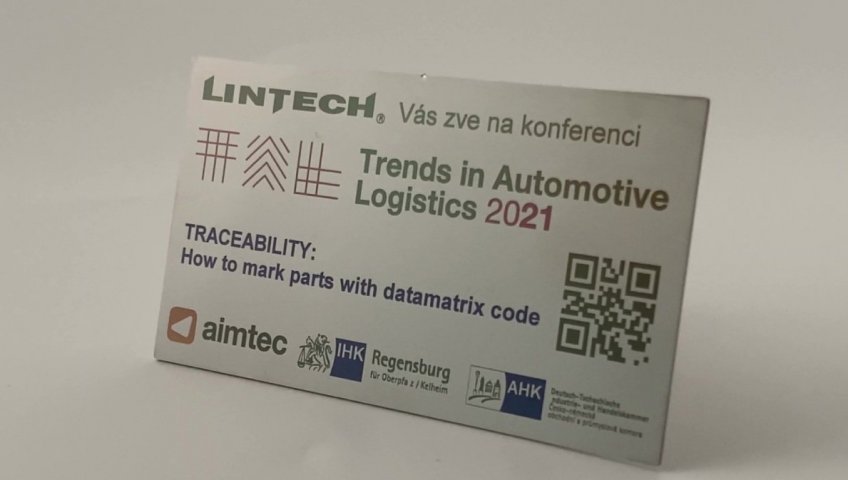 LINTECH® Vás zve na konferenci
Trends in Automotive
Logistics 2021
TRACEABILITY:
How to mark parts with datamatrix code
aimtec
IHK
Regensburg
für Oberpfa z / Kelheim
AHK
Deutsch-Tschechische
Industrie- und Handelskammer
Česko-německá
obchodní a průmyslová komora